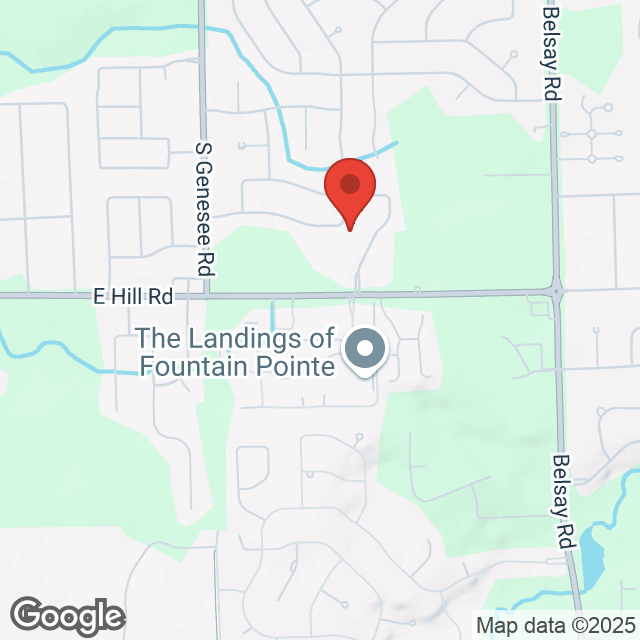 Belsay Rd
S Genesee Rd
E Hill Rd
The Landings of
Fountain Pointe
Belsay Rd
Google
Map data ©2025